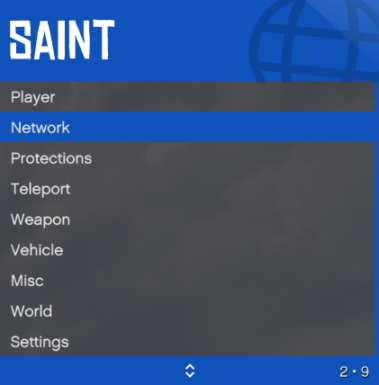 SAINT
Player
Network
Protections
Teleport
Weapon
Vehicle
Misc
World
Settings
2 • 9